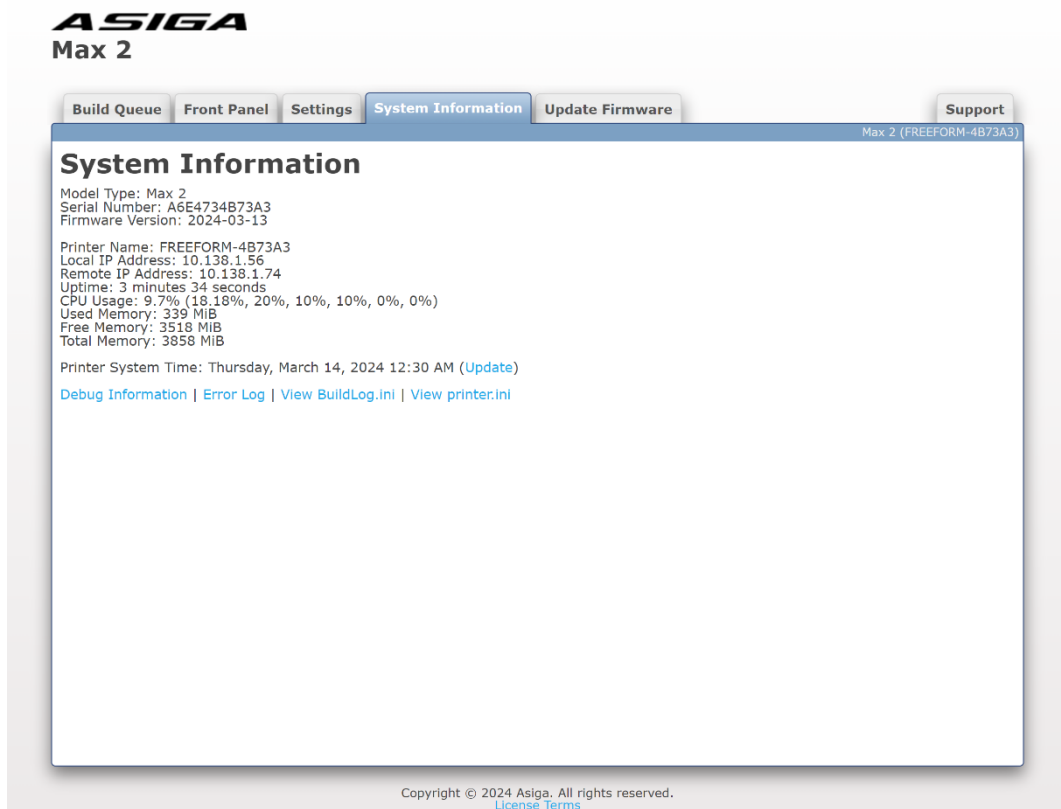 ASIGA
Max 2
Build Queue Front Panel Settings System Information Update Firmware Support
Max 2 (FREEFORM-4B73A3)
System Information
Model Type: Max 2
Serial Number: A6E4734B73A3
Firmware Version: 2024-03-13
Printer Name: FREEFORM-4B73A3
Local IP Address: 10.138.1.56
Remote IP Address: 10.138.1.74
Uptime: 3 minutes 34 seconds
CPU Usage: 9.7% (18.18%, 20%, 10%, 10%, 0%, 0%)
Used Memory: 339 MiB
Free Memory: 3518 MiB
Total Memory: 3858 MiB
Printer System Time: Thursday, March 14, 2024 12:30 AM (Update)
Debug Information | Error Log | View BuildLog.ini | View printer.ini
Copyright © 2024 Asiga. All rights reserved.
License Terms